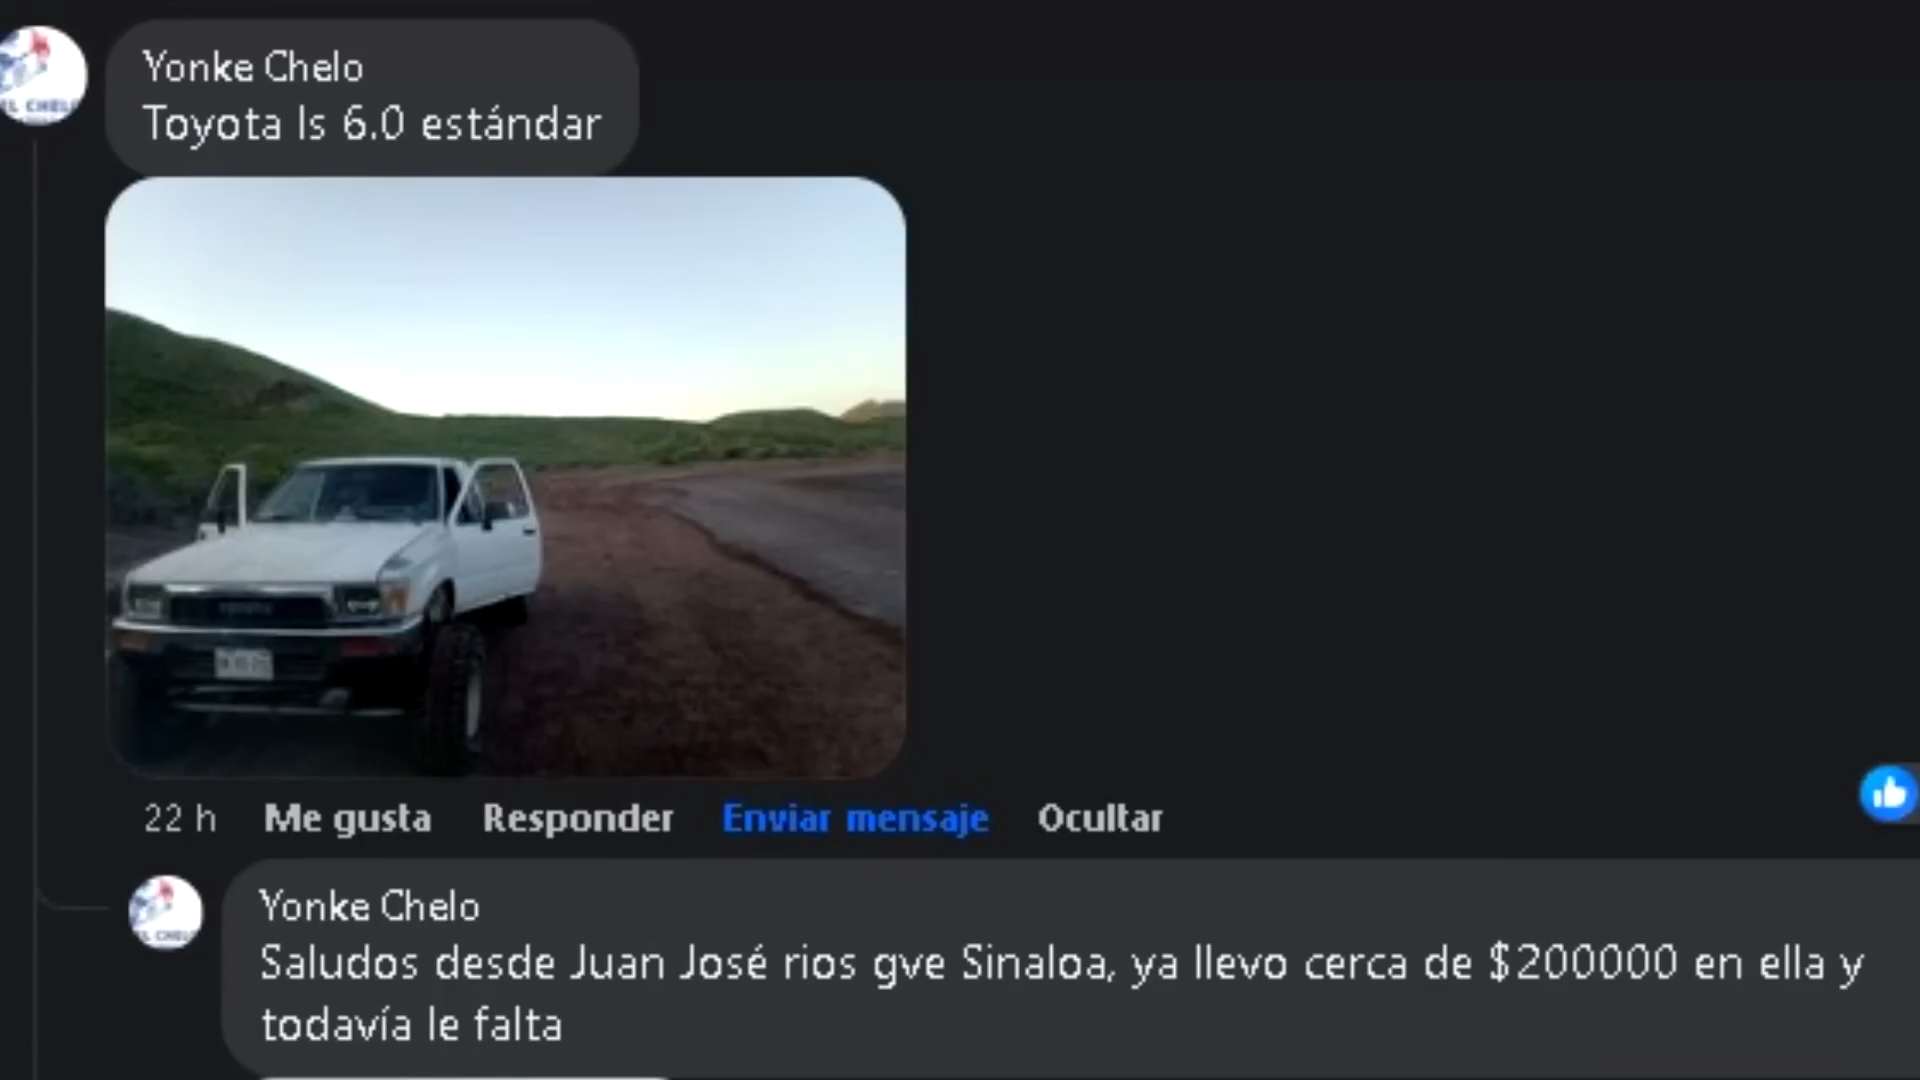 Yonke Chelo
Toyota ls 6.0 estándar
TOYOTA
22 h Me gusta Responder Enviar mensaje Ocultar
Yonke Chelo
Saludos desde Juan José rios gve Sinaloa, ya llevo cerca de $200000 en ella y
todavía le falta